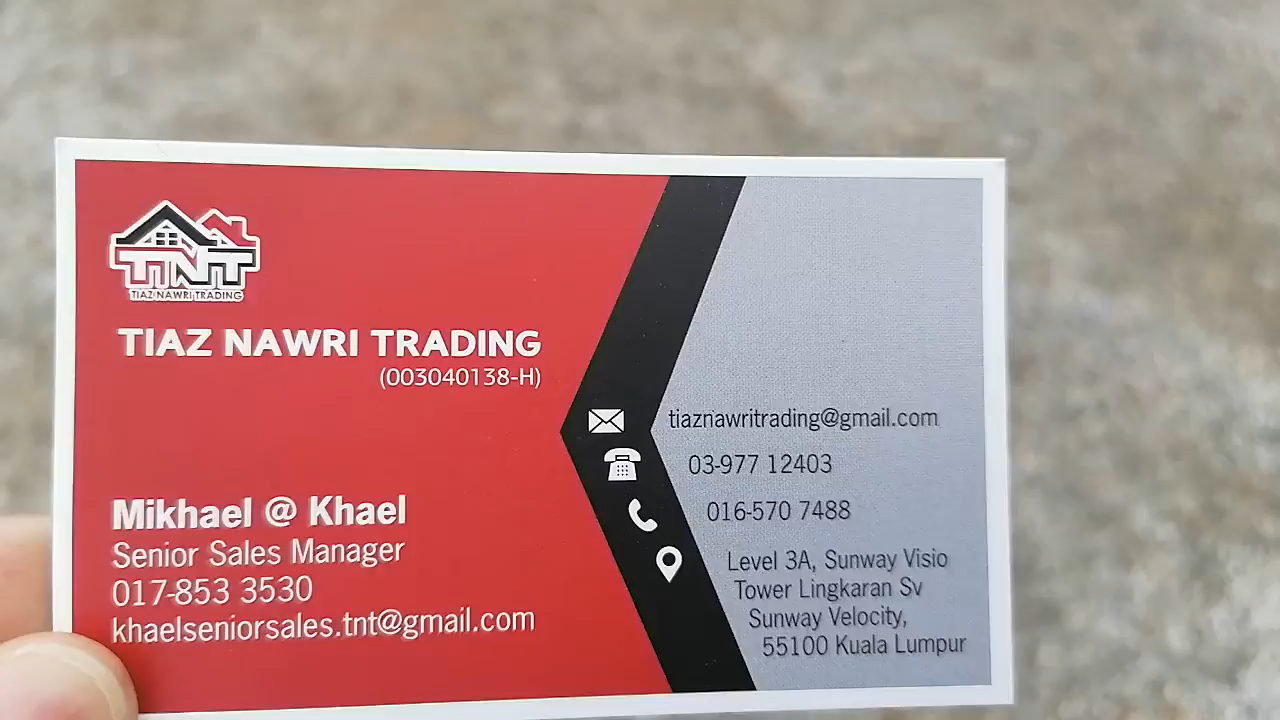 TNT
TIAZ NAWRI TRADING
TIAZ NAWRI TRADING
(003040138-H)
Mikhael @ Khael
Senior Sales Manager
017-853 3530
khaelseniorsales.tnt@gmail.com
tiaznawritrading@gmail.com
03-977 12403
016-570 7488
Level 3A, Sunway Visio
Tower Lingkaran Sv
Sunway Velocity,
55100 Kuala Lumpur